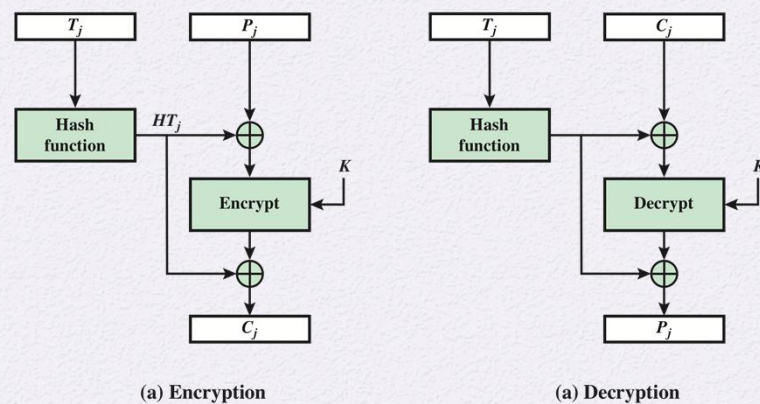 Tj
Pj
Hash
function
HTj
K
Encrypt
Cj
(a) Encryption
Tj
Cj
Hash
function
K
Decrypt
Pj
(a) Decryption